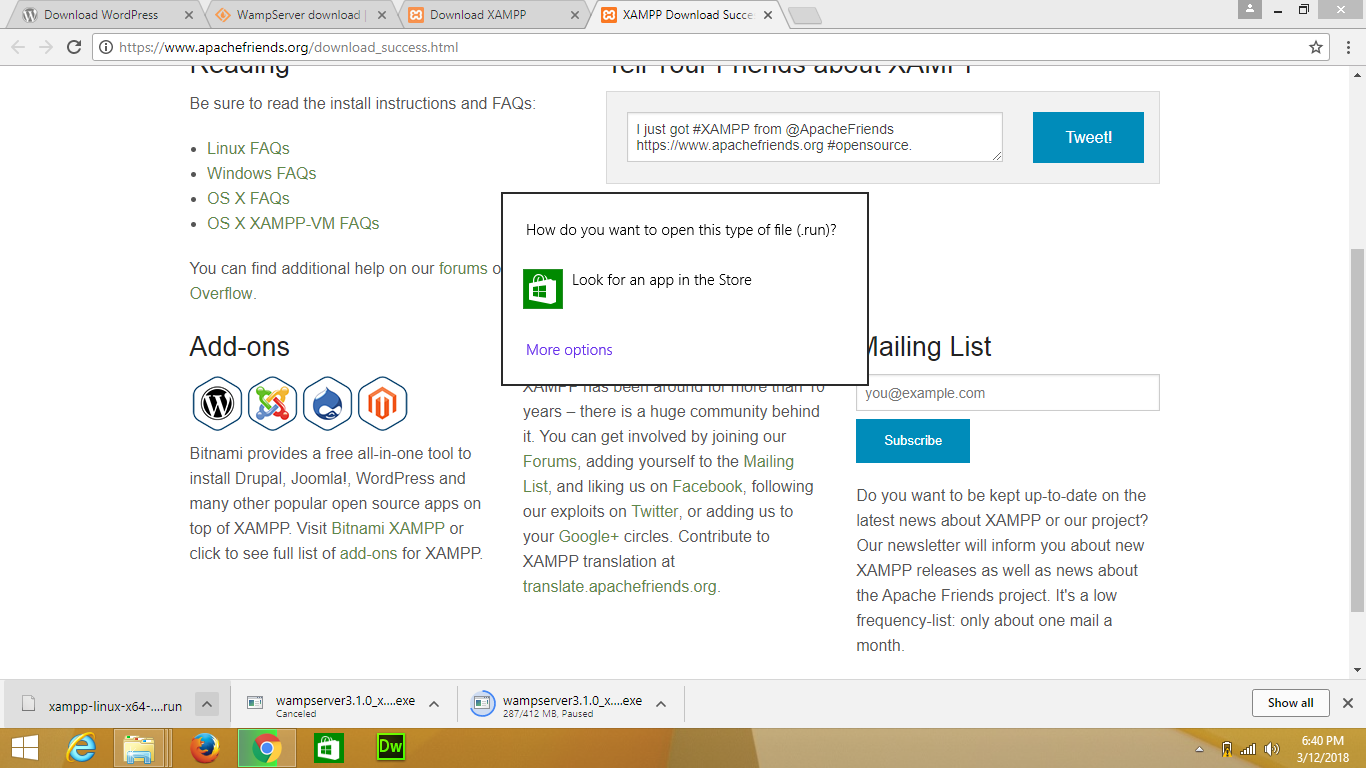 Download WordPress
WampServer download |
Download XAMPP
XAMPP Download Succe
https://www.apachefriends.org/download_success.html
Reading
Tell Your Friends about XAMPP
Be sure to read the install instructions and FAQs:
Linux FAQs
Windows FAQs
OS X FAQs
OS X XAMPP-VM FAQs
You can find additional help on our forums o
Overflow.
I just got #XAMPP from @ApacheFriends
https://www.apachefriends.org #opensource.
Tweet!
How do you want to open this type of file (.run)?
Look for an app in the Store
More options
Add-ons
Bitnami provides a free all-in-one tool to
install Drupal, Joomla!, WordPress and
many other popular open source apps on
top of XAMPP. Visit Bitnami XAMPP or
click to see full list of add-ons for XAMPP.
XAMPP has been around for more than 10
years – there is a huge community behind
it. You can get involved by joining our
Forums, adding yourself to the Mailing
List, and liking us on Facebook, following
our exploits on Twitter, or adding us to
your Google+ circles. Contribute to
XAMPP translation at
translate.apachefriends.org.
Mailing List
you@example.com
Subscribe
Do you want to be kept up-to-date on the
latest news about XAMPP or our project?
Our newsletter will inform you about new
XAMPP releases as well as news about
the Apache Friends project. It's a low
frequency-list: only about one mail a
month.
xampp-linux-x64-....run
wampserver3.1.0_x....exe
Canceled
wampserver3.1.0_x....exe
287/412 MB, Paused
Show all
Dw
6:40 PM
3/12/2018